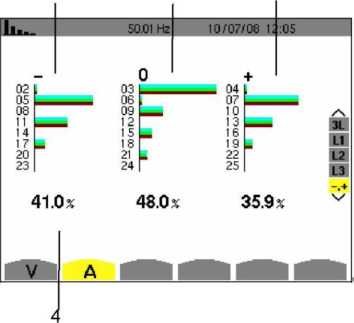 50.01 Hz 10/07/08 12:05
- 0 +
02 03 04
05 06 07
08 09 10
11 12 13
14 15 16
17 18 19
20 21 22
23 24 25
3L
L1
L2
L3
-.+
41.0% 48.0% 35.9%
V A
4